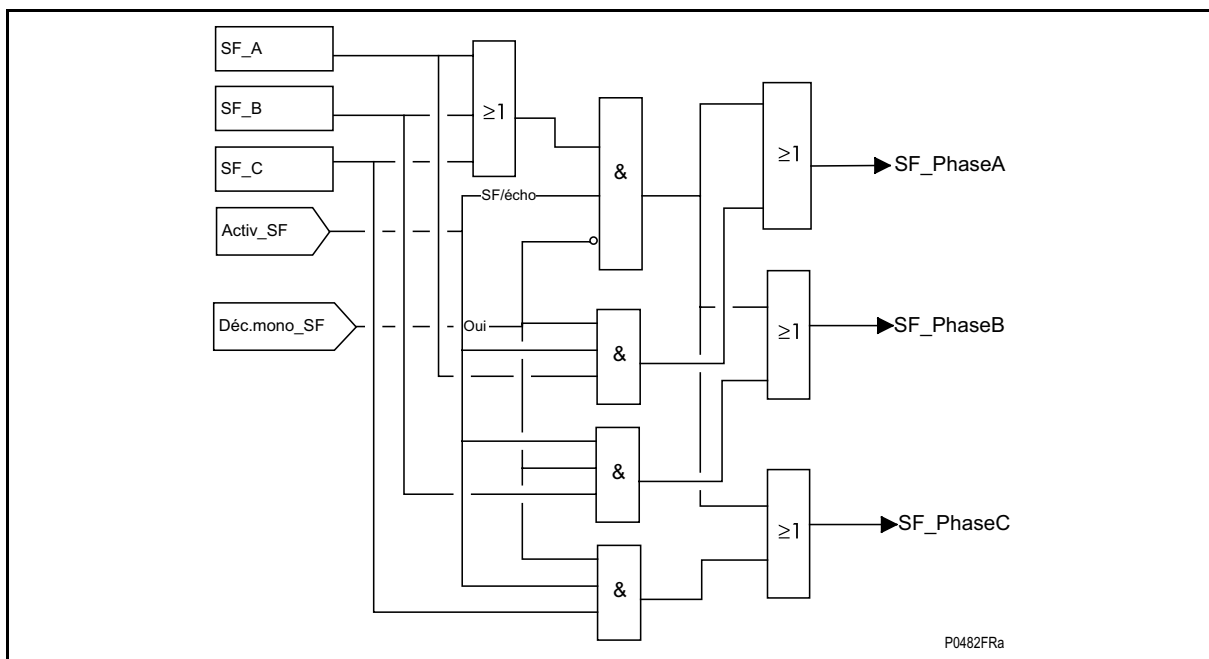 SF_A
SF_B
SF_C
Activ_SF
Déc.mono_SF
≥1
SF/écho
Oui
&
&
&
&
≥1
≥1
≥1
SF_PhaseA
SF_PhaseB
SF_PhaseC
P0482FRa